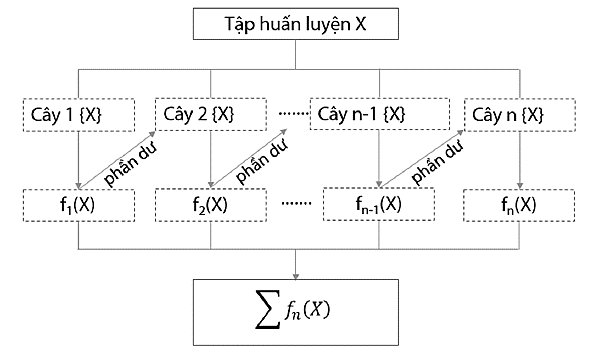 Tập huấn luyện X
Cây 1 {X}
Cây 2 {X}
........
Cây n-1 {X}
Cây n {X}
phần dư
phần dư
phần dư
f₁(X)
f₂(X)
........
fₙ₋₁(X)
fₙ(X)
∑ fₙ(X)